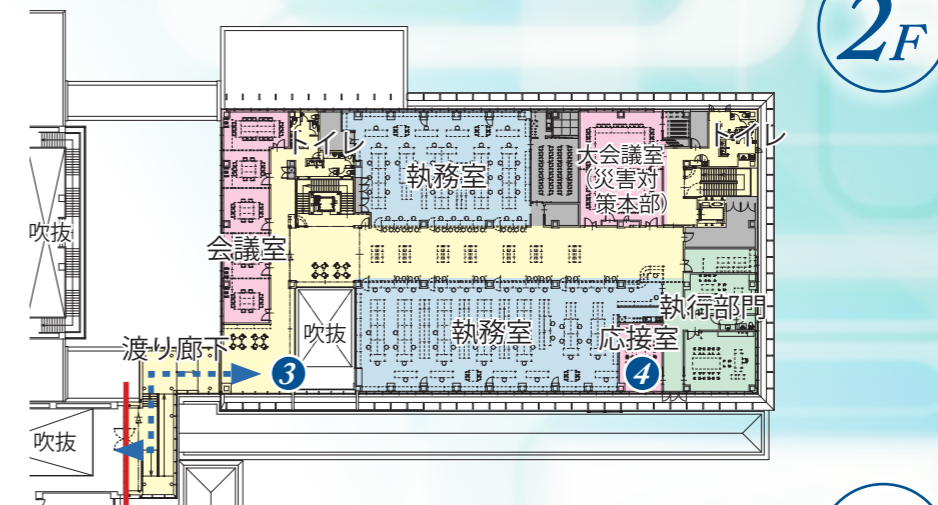 2F
トイレ
トイレ
執務室
大会議室
(災害対
策本部)
吹抜
会議室
執行部門
吹抜
執務室
応接室
渡り廊下
3
4
吹抜